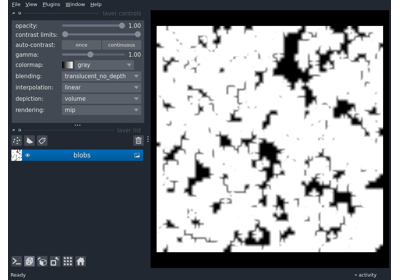 File View Plugins Window Help
layer controls
opacity: 1.00
contrast limits:
auto-contrast: once continuous
gamma: 1.00
colormap: gray
blending: translucent_no_depth
interpolation: linear
depiction: volume
rendering: mip
layer list
blobs
Ready activity